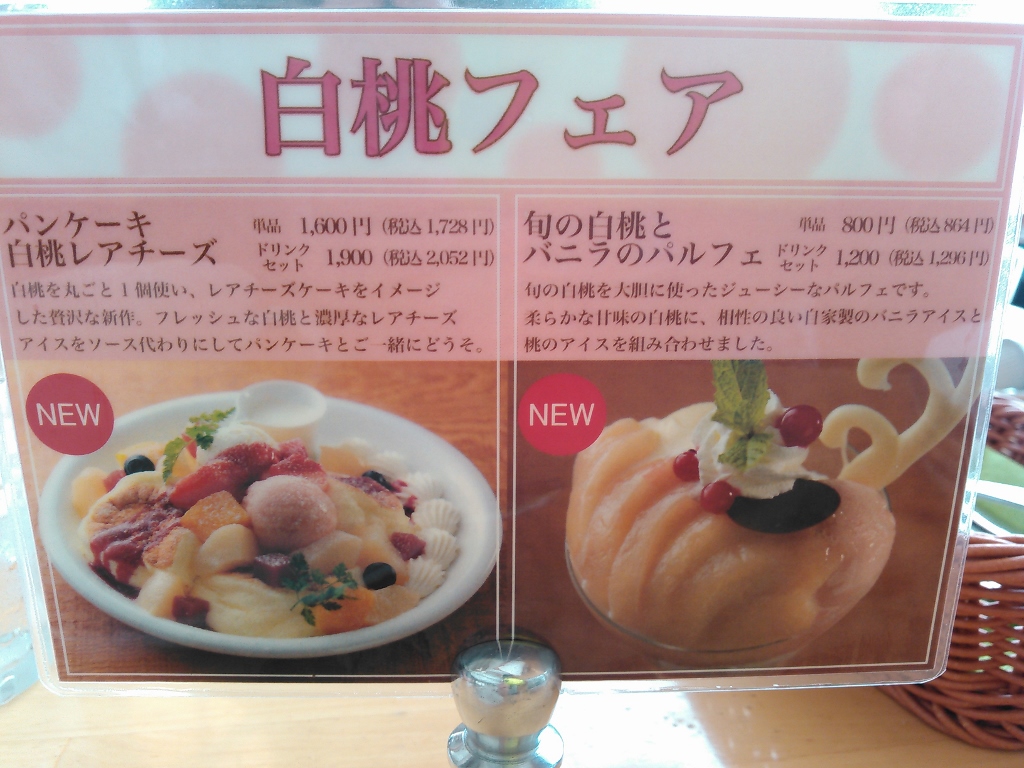 白桃フェア
パンケーキ
白桃レアチーズ
単品 1,600円（税込1,728円）
ドリンクセット 1,900（税込2,052円）
白桃を丸ごと1個使い、レアチーズケーキをイメージ
した贅沢な新作。フレッシュな白桃と濃厚なレアチーズ
アイスをソース代わりにしてパンケーキとご一緒にどうぞ。
NEW
旬の白桃と
バニラのパルフェ
単品 800円（税込864円）
ドリンクセット 1,200（税込1,296円）
旬の白桃を大胆に使ったジューシーなパルフェです。
柔らかな甘味の白桃に、相性の良い自家製のバニラアイスと
桃のアイスを組み合わせました。
NEW